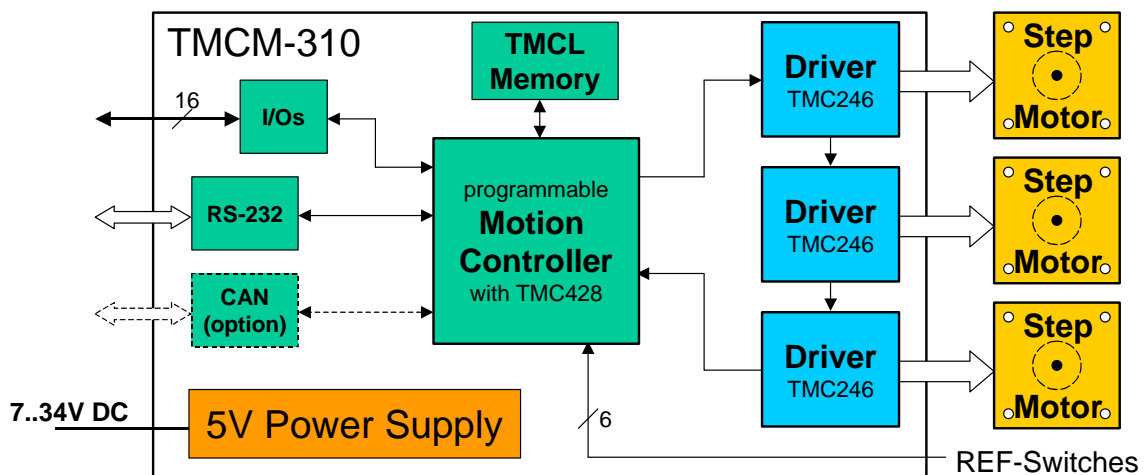 TMCM-310
16
I/Os
RS-232
CAN
(option)
7..34V DC
5V Power Supply
TMCL
Memory
programmable
Motion
Controller
with TMC428
6
REF-Switches
Driver
TMC246
Driver
TMC246
Driver
TMC246
Step
Motor
Step
Motor
Step
Motor